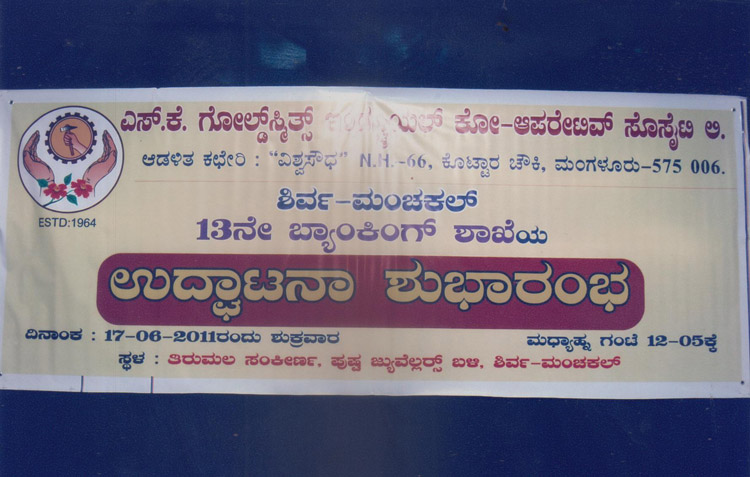 ಎಸ್.ಕೆ. ಗೋಲ್ಡ್‌ಸ್ಮಿತ್ಸ್ ಕೋ-ಆಪರೇಟಿವ್ ಸೊಸೈಟಿ ಲಿ.
ಆಡಳಿತ ಕಛೇರಿ : "ವಿಶ್ವಸೌಧ" N.H.-66, ಕೊಟ್ಟಾರ ಚೌಕಿ, ಮಂಗಳೂರು-575 006.
ESTD:1964
ಶಿರ್ವ-ಮಂಚಕಲ್
13ನೇ ಬ್ಯಾಂಕಿಂಗ್ ಶಾಖೆಯ
ಉದ್ಘಾಟನಾ ಶುಭಾರಂಭ
ದಿನಾಂಕ : 17-06-2011ರಂದು ಶುಕ್ರವಾರ ಮಧ್ಯಾಹ್ನ ಗಂಟೆ 12-05ಕ್ಕೆ
ಸ್ಥಳ : ತಿರುಮಲ ಸಂಕೀರ್ಣ, ಪುಷ್ಪ ಜ್ಯುವೆಲ್ಲರ್ಸ್ ಬಳಿ, ಶಿರ್ವ-ಮಂಚಕಲ್